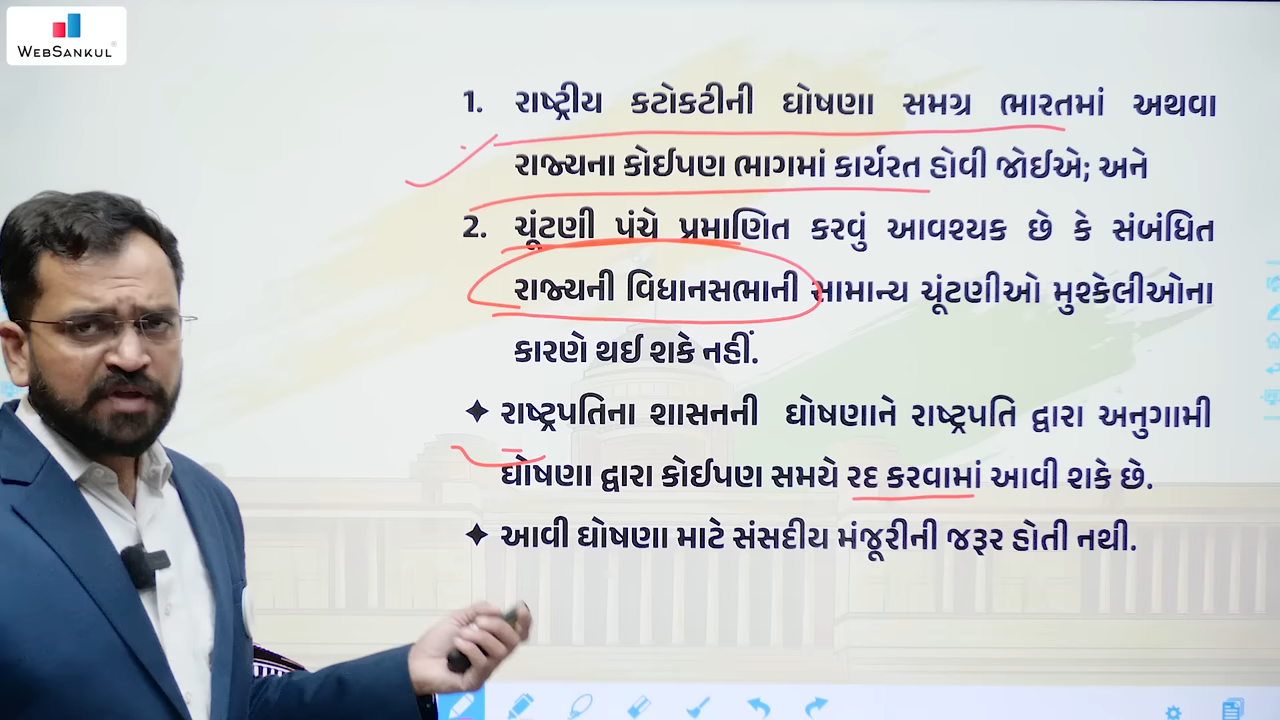 WEBSANKUL
1. રાષ્ટ્રીય કટોકટીની ઘોષણા સમગ્ર ભારતમાં અથવા
રાજ્યના કોઈપણ ભાગમાં કાર્યરત હોવી જોઈએ; અને
2. ચૂંટણી પંચે પ્રમાણિત કરવું આવશ્યક છે કે સંબંધિત
રાજ્યની વિધાનસભાની સામાન્ય ચૂંટણીઓ મુશ્કેલીઓના
કારણે થઈ શકે નહીં.
✦ રાષ્ટ્રપતિના શાસનની ઘોષણાને રાષ્ટ્રપતિ દ્વારા અનુગામી
ઘોષણા દ્વારા કોઈપણ સમયે રદ કરવામાં આવી શકે છે.
✦ આવી ઘોષણા માટે સંસદીય મંજૂરીની જરૂર હોતી નથી.